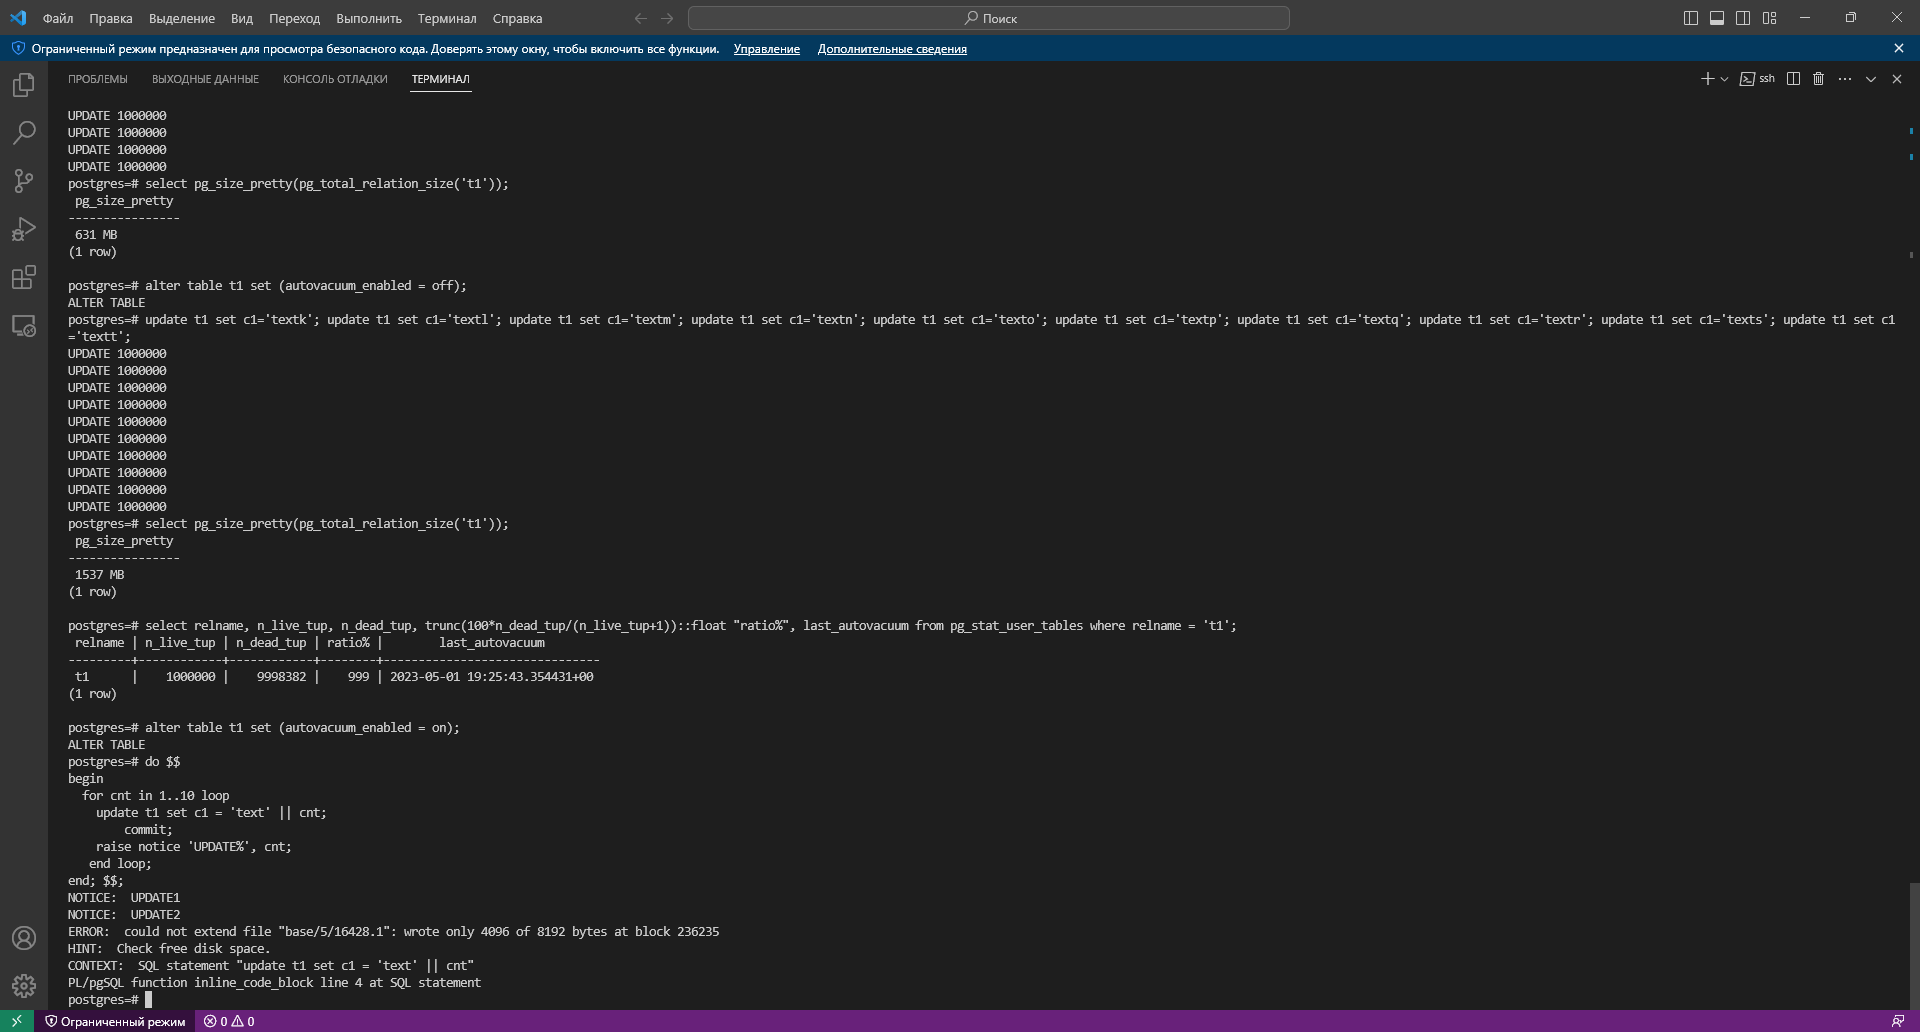 Файл Правка Выделение Вид Переход Выполнить Терминал Справка
Поиск
Ограниченный режим предназначен для просмотра безопасного кода. Доверять этому окну, чтобы включить все функции. Управление Дополнительные сведения
ПРОБЛЕМЫ ВЫХОДНЫЕ ДАННЫЕ КОНСОЛЬ ОТЛАДКИ ТЕРМИНАЛ
ssh
UPDATE 1000000
UPDATE 1000000
UPDATE 1000000
UPDATE 1000000
postgres=# select pg_size_pretty(pg_total_relation_size('t1'));
 pg_size_pretty
----------------
 631 MB
(1 row)

postgres=# alter table t1 set (autovacuum_enabled = off);
ALTER TABLE
postgres=# update t1 set c1='textk'; update t1 set c1='textl'; update t1 set c1='textm'; update t1 set c1='textn'; update t1 set c1='texto'; update t1 set c1='textp'; update t1 set c1='textq'; update t1 set c1='textr'; update t1 set c1='texts'; update t1 set c1
='textt';
UPDATE 1000000
UPDATE 1000000
UPDATE 1000000
UPDATE 1000000
UPDATE 1000000
UPDATE 1000000
UPDATE 1000000
UPDATE 1000000
UPDATE 1000000
UPDATE 1000000
postgres=# select pg_size_pretty(pg_total_relation_size('t1'));
 pg_size_pretty
----------------
 1537 MB
(1 row)

postgres=# select relname, n_live_tup, n_dead_tup, trunc(100*n_dead_tup/(n_live_tup+1))::float "ratio%", last_autovacuum from pg_stat_user_tables where relname = 't1';
 relname | n_live_tup | n_dead_tup | ratio% |        last_autovacuum
---------+------------+------------+--------+-------------------------------
 t1      |    1000000 |    9998382 |    999 | 2023-05-01 19:25:43.354431+00
(1 row)

postgres=# alter table t1 set (autovacuum_enabled = on);
ALTER TABLE
postgres=# do $$
begin
  for cnt in 1..10 loop
    update t1 set c1 = 'text' || cnt;
        commit;
    raise notice 'UPDATE%', cnt;
   end loop;
end; $$;
NOTICE:  UPDATE1
NOTICE:  UPDATE2
ERROR:  could not extend file "base/5/16428.1": wrote only 4096 of 8192 bytes at block 236235
HINT:  Check free disk space.
CONTEXT:  SQL statement "update t1 set c1 = 'text' || cnt"
PL/pgSQL function inline_code_block line 4 at SQL statement
postgres=#
Ограниченный режим 0 0